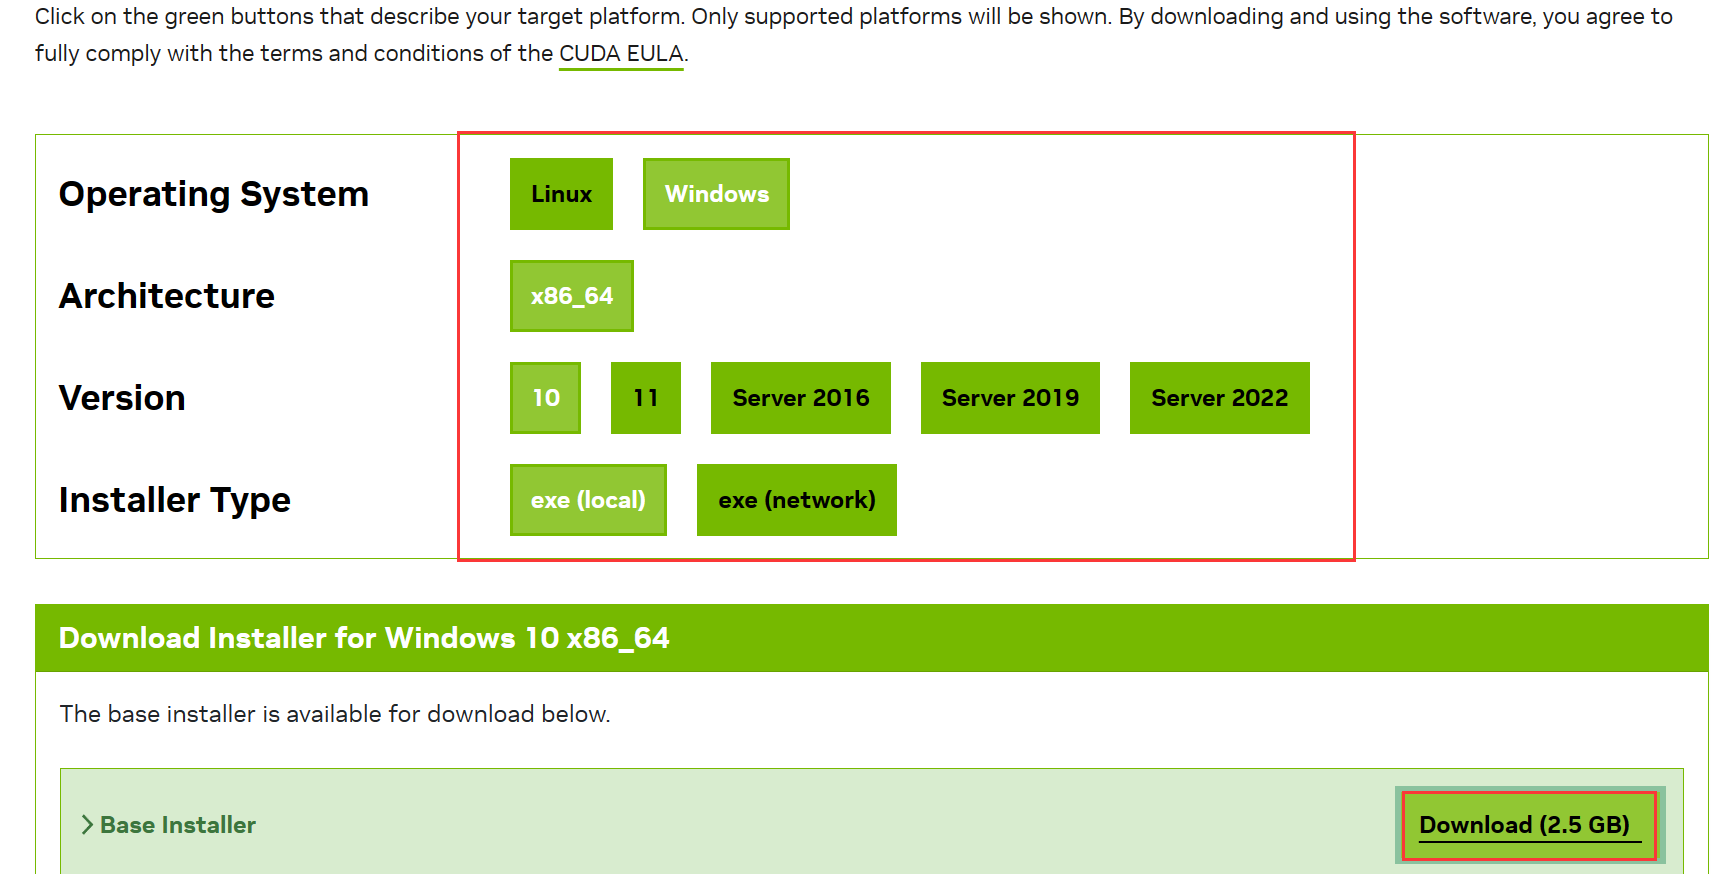 Click on the green buttons that describe your target platform. Only supported platforms will be shown. By downloading and using the software, you agree to
fully comply with the terms and conditions of the CUDA EULA.
Operating System Linux Windows
Architecture x86_64
Version 10 11 Server 2016 Server 2019 Server 2022
Installer Type exe (local) exe (network)
Download Installer for Windows 10 x86_64
The base installer is available for download below.
Base Installer Download (2.5 GB)